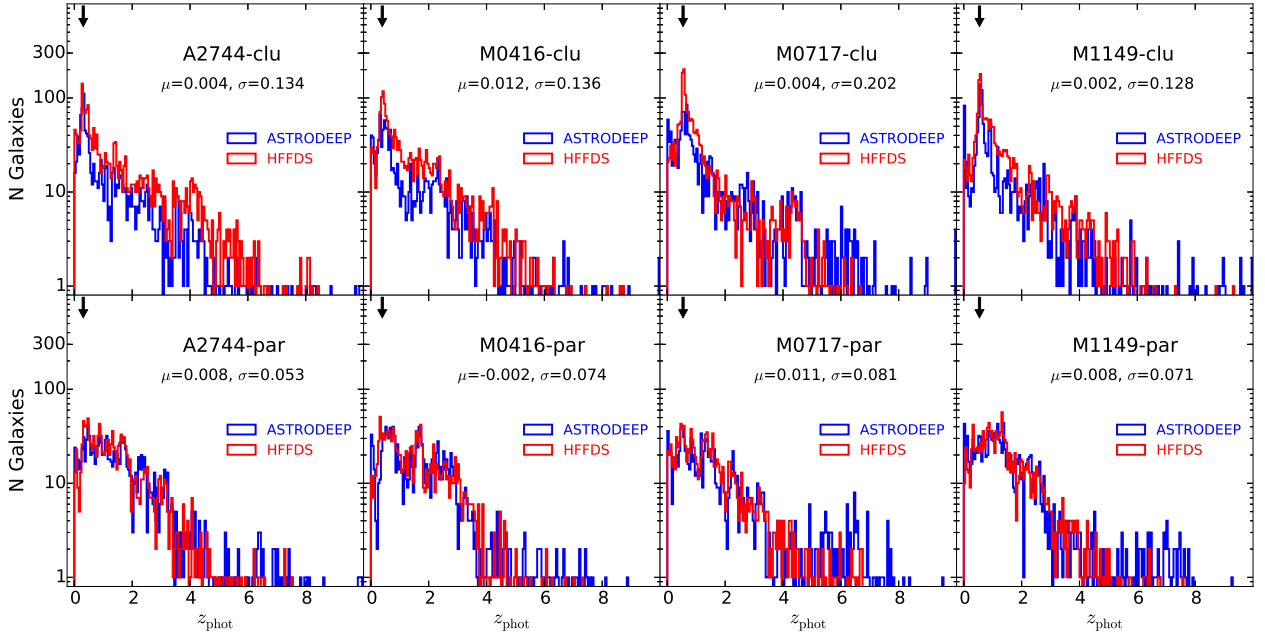 A2744-clu
μ=0.004, σ=0.134
ASTRODEEP
HFFDS
M0416-clu
μ=0.012, σ=0.136
ASTRODEEP
HFFDS
M0717-clu
μ=0.004, σ=0.202
ASTRODEEP
HFFDS
M1149-clu
μ=0.002, σ=0.128
ASTRODEEP
HFFDS
N Galaxies
300
100
30
10
3
1
A2744-par
μ=0.008, σ=0.053
ASTRODEEP
HFFDS
M0416-par
μ=-0.002, σ=0.074
ASTRODEEP
HFFDS
M0717-par
μ=0.011, σ=0.081
ASTRODEEP
HFFDS
M1149-par
μ=0.008, σ=0.071
ASTRODEEP
HFFDS
N Galaxies
300
100
30
10
3
1
0 2 4 6 8
0 2 4 6 8
0 2 4 6 8
0 2 4 6 8
z_phot
z_phot
z_phot
z_phot